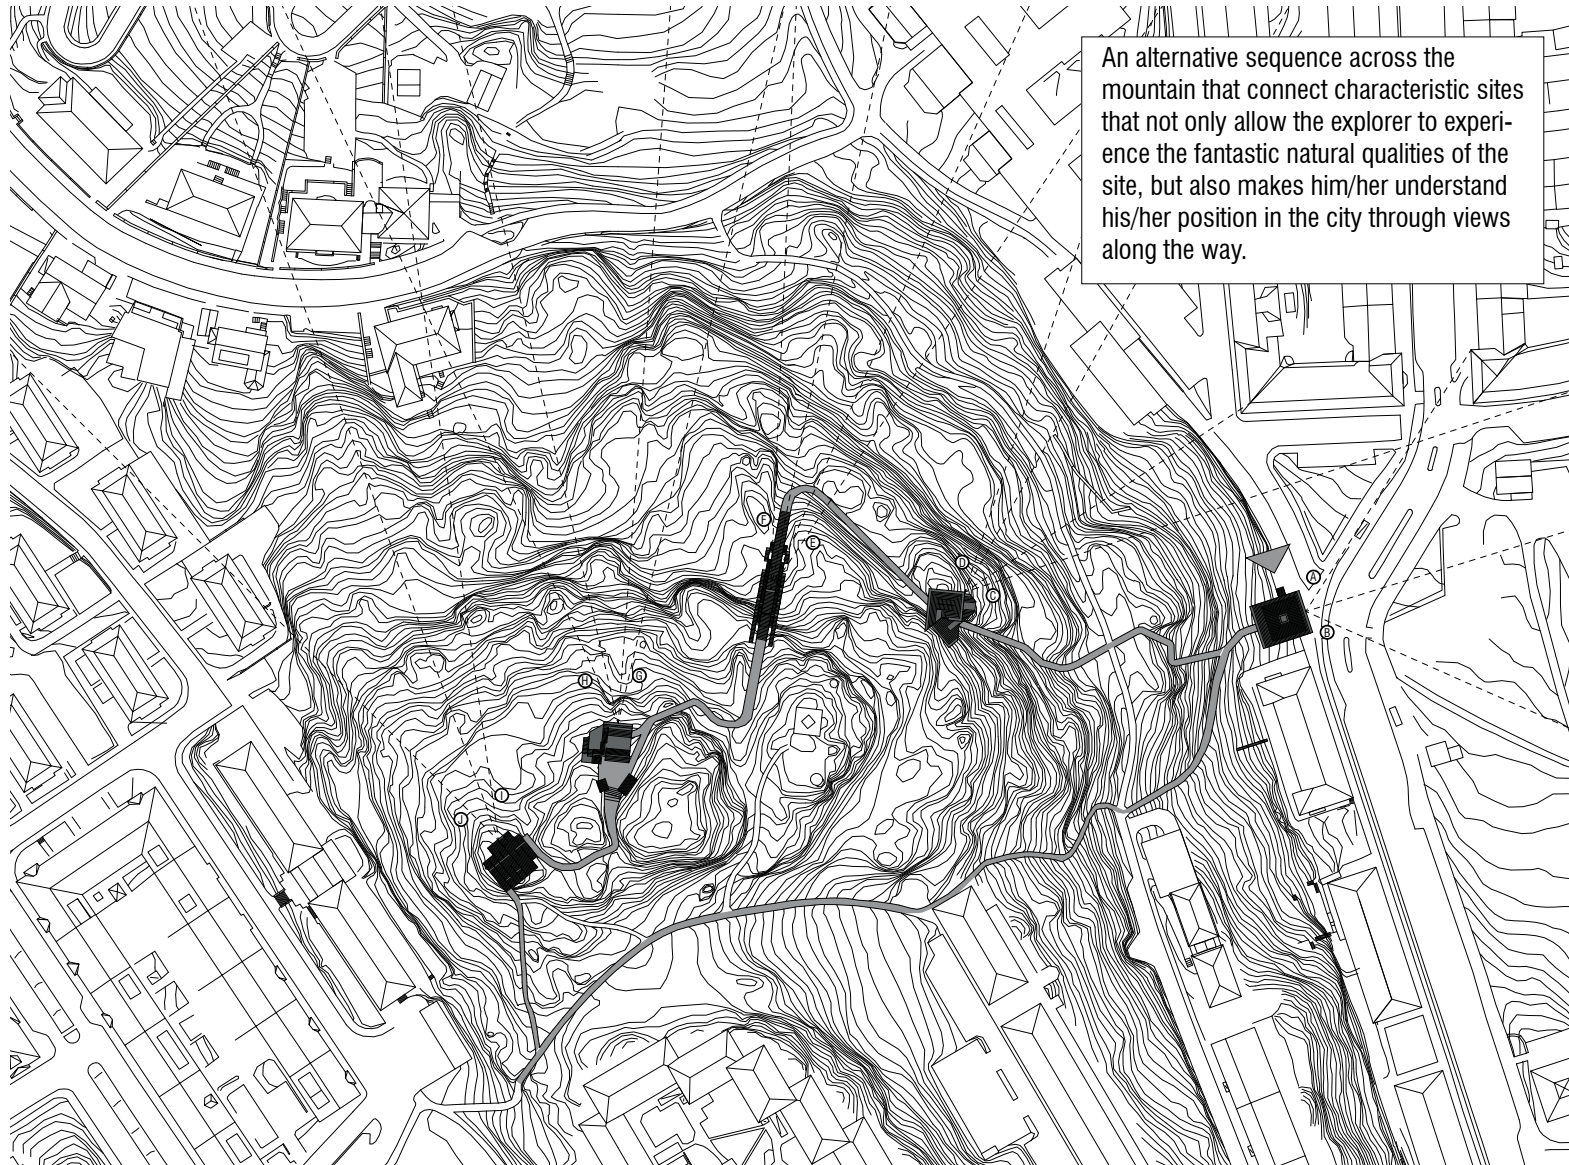 An alternative sequence across the
mountain that connect characteristic sites
that not only allow the explorer to experi-
ence the fantastic natural qualities of the
site, but also makes him/her understand
his/her position in the city through views
along the way.
F
E
D
C
A
B
H
G
I
J